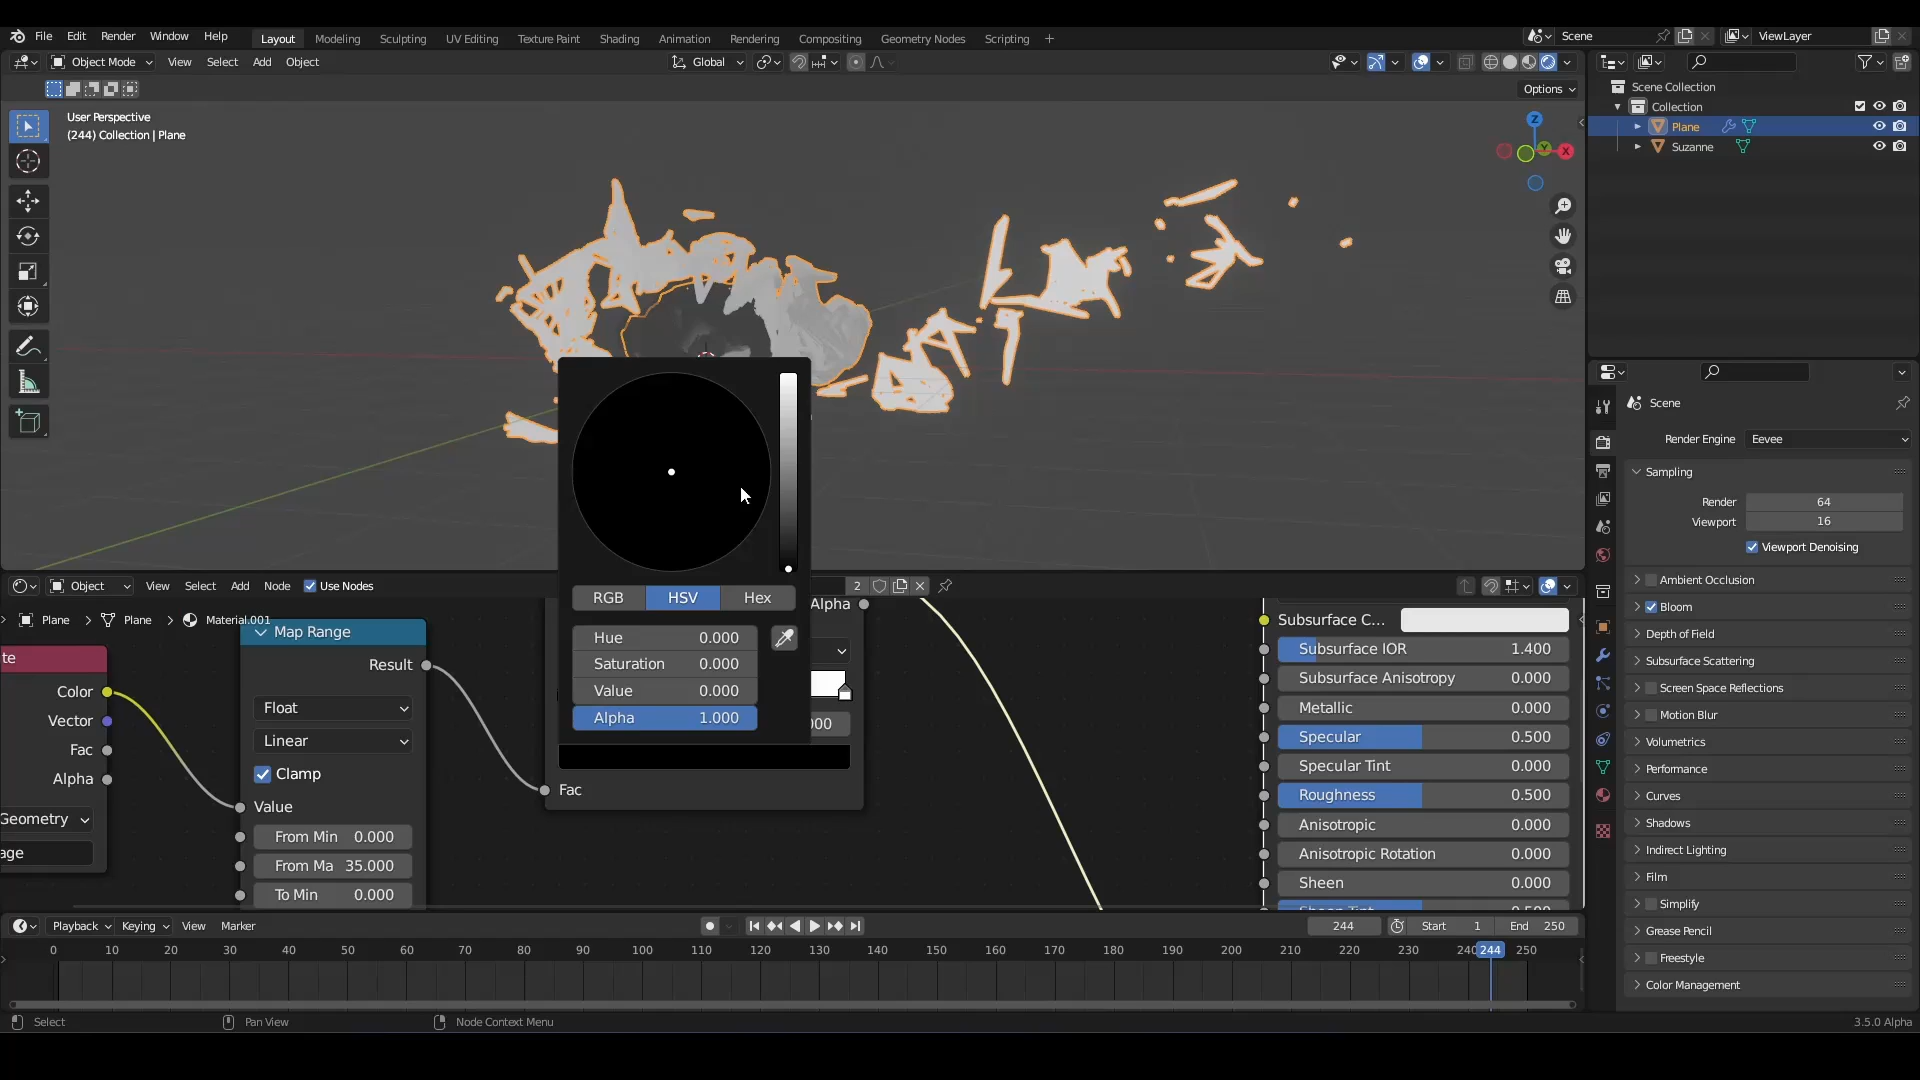 File Edit Render Window Help Layout Modeling Sculpting UV Editing Texture Paint Shading Animation Rendering Compositing Geometry Nodes Scripting + Scene ViewLayer
Object Mode View Select Add Object Global
Options
User Perspective
(244) Collection | Plane
Z
Y
X
Scene Collection
Collection
Plane
Suzanne
Scene
Render Engine Eevee
Sampling
Render 64
Viewport 16
Viewport Denoising
Ambient Occlusion
Bloom
Depth of Field
Subsurface Scattering
Screen Space Reflections
Motion Blur
Volumetrics
Performance
Curves
Shadows
Indirect Lighting
Film
Simplify
Grease Pencil
Freestyle
Color Management
RGB HSV Hex
Hue 0.000
Saturation 0.000
Value 0.000
Alpha 1.000
Object View Select Add Node Use Nodes 2
Plane Plane Material.001
te
Color
Vector
Fac
Alpha
Geometry
age
Map Range
Result
Float
Linear
Clamp
Value
From Min 0.000
From Ma 35.000
To Min 0.000
Alpha
000
Fac
Subsurface C...
Subsurface IOR 1.400
Subsurface Anisotropy 0.000
Metallic 0.000
Specular 0.500
Specular Tint 0.000
Roughness 0.500
Anisotropic 0.000
Anisotropic Rotation 0.000
Sheen 0.000
Sheen Tint 0.500
Playback Keying View Marker 244 Start 1 End 250
0 10 20 30 40 50 60 70 80 90 100 110 120 130 140 150 160 170 180 190 200 210 220 230 240 244 250
Select Pan View Node Context Menu 3.5.0 Alpha